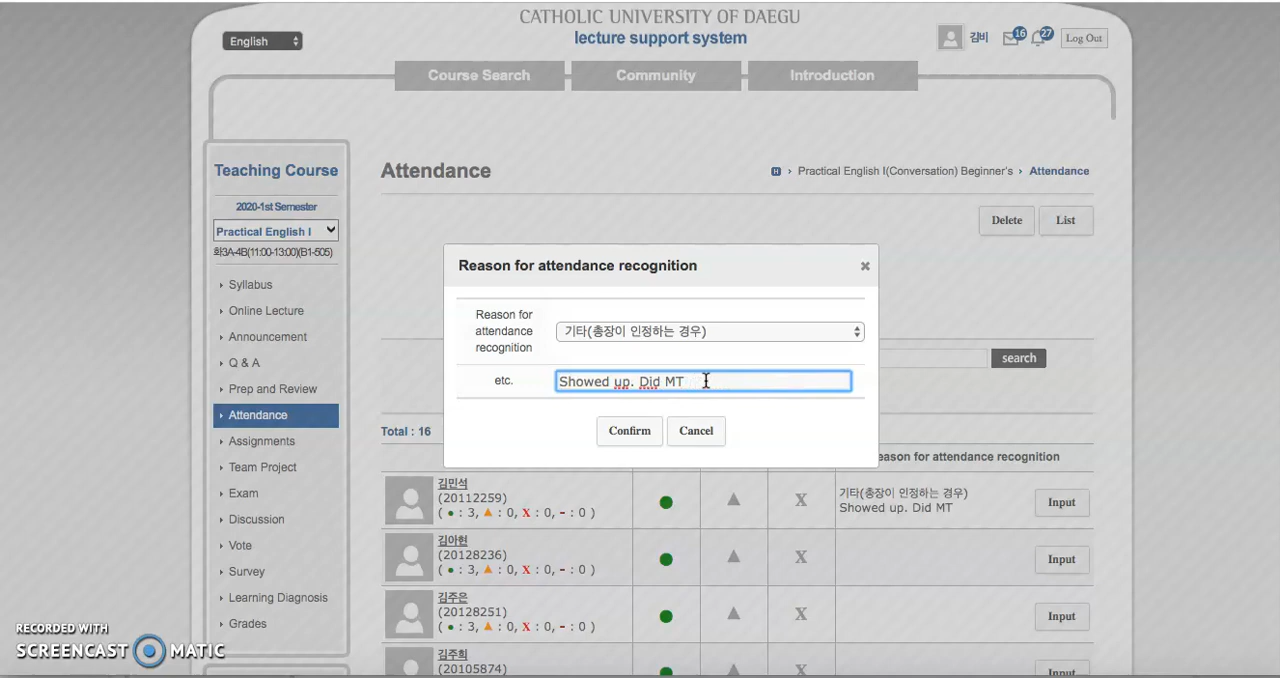 CATHOLIC UNIVERSITY OF DAEGU
lecture support system
English
김비
16
27
Log Out
Course Search
Community
Introduction
Teaching Course
2020-1st Semester
Practical English I
화3A-4B(11:00-13:00)(B1-505)
Syllabus
Online Lecture
Announcement
Q & A
Prep and Review
Attendance
Assignments
Team Project
Exam
Discussion
Vote
Survey
Learning Diagnosis
Grades
Attendance
H › Practical English I(Conversation) Beginner's › Attendance
Delete
List
search
Reason for attendance recognition
×
Reason for
attendance
recognition
기타(총장이 인정하는 경우)
etc.
Showed up. Did MT
Confirm
Cancel
Total : 16
eason for attendance recognition
김민석
(20112259)
( ● : 3, ▲ : 0, X : 0, - : 0 )
X
기타(총장이 인정하는 경우)
Showed up. Did MT
Input
김아현
(20128236)
( ● : 3, ▲ : 0, X : 0, - : 0 )
X
Input
김주은
(20128251)
( ● : 3, ▲ : 0, X : 0, - : 0 )
X
Input
김주희
(20105874)
X
Input
RECORDED WITH
SCREENCAST MATIC